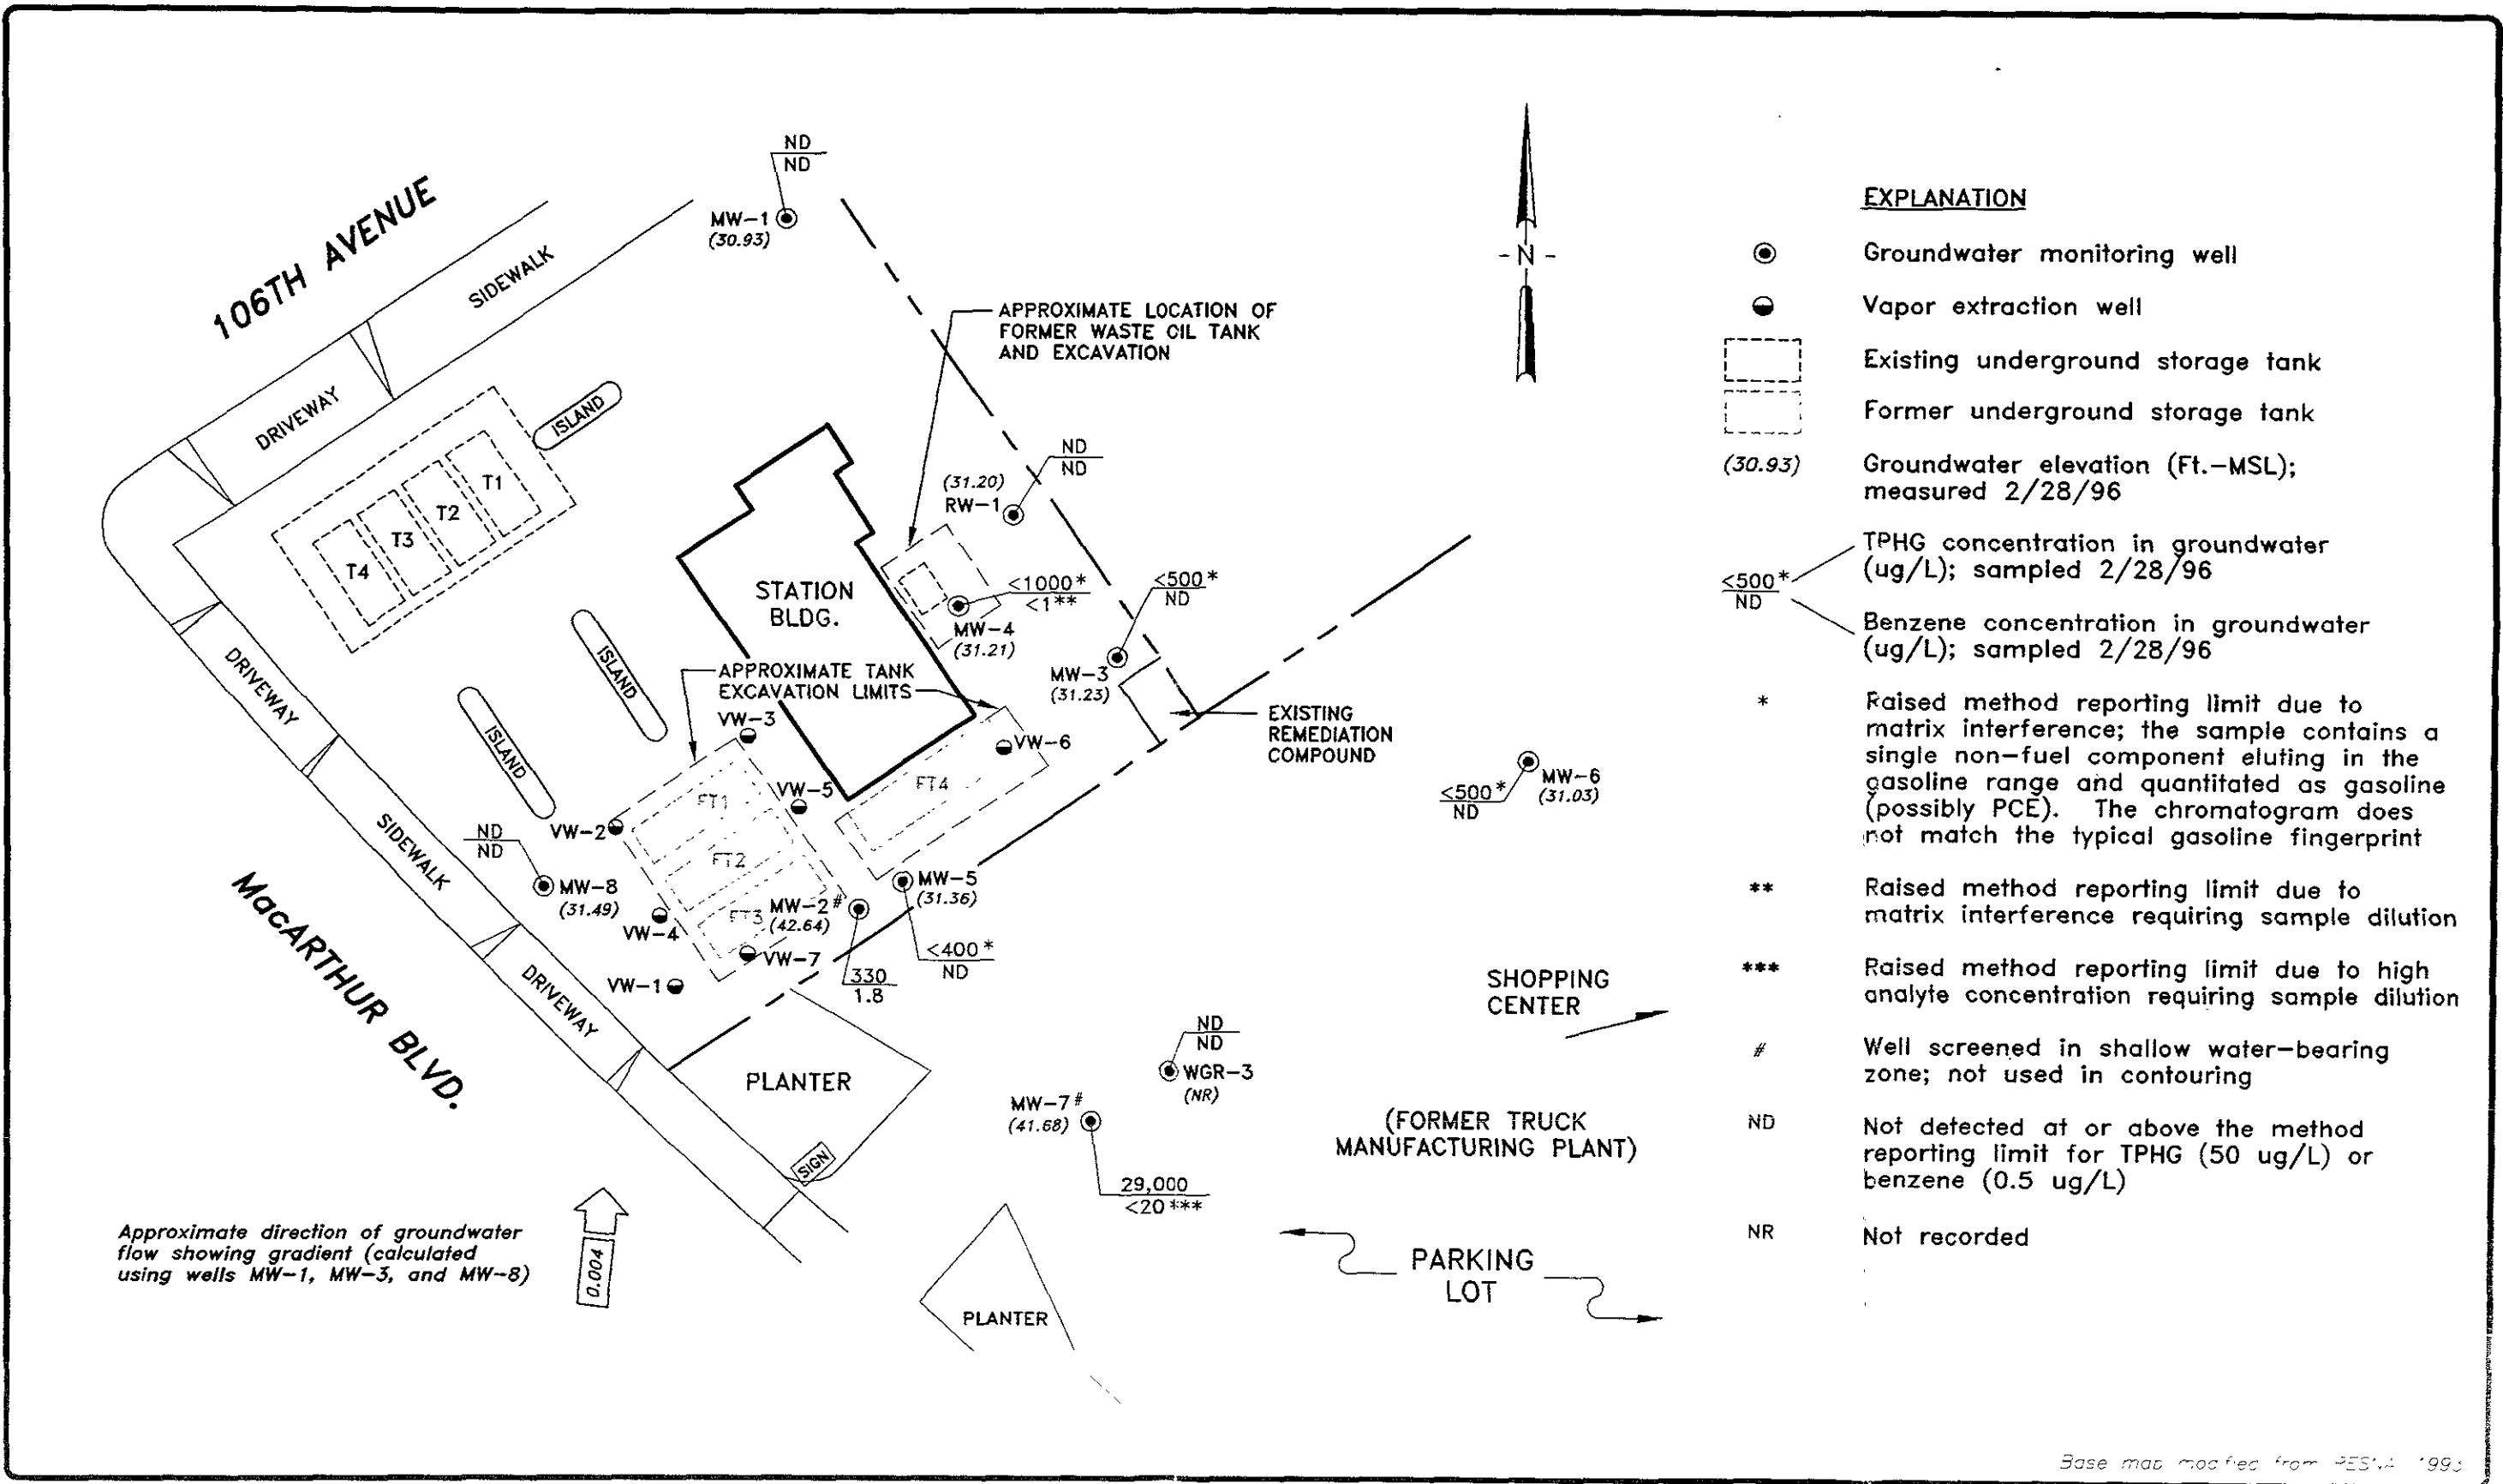 106TH AVENUE
SIDEWALK
DRIVEWAY
ISLAND
T1
T2
T3
T4
ND
ND
MW-1
(30.93)
APPROXIMATE LOCATION OF
FORMER WASTE OIL TANK
AND EXCAVATION
ND
ND
(31.20)
RW-1
STATION
BLDG.
<1000*
<1**
MW-4
(31.21)
<500*
ND
MW-3
(31.23)
DRIVEWAY
ISLAND
ISLAND
APPROXIMATE TANK
EXCAVATION LIMITS
VW-3
VW-6
EXISTING
REMEDIATION
COMPOUND
FT1
VW-5
FT4
VW-2
FT2
<500*
ND
MW-6
(31.03)
SIDEWALK
ND
ND
MW-8
(31.49)
VW-4
FT3
MW-2#
(42.64)
MW-5
(31.36)
VW-7
<400*
ND
330
1.8
VW-1
DRIVEWAY
MacARTHUR BLVD.
PLANTER
SIGN
ND
ND
WGR-3
(NR)
MW-7#
(41.68)
29,000
<20***
SHOPPING
CENTER
(FORMER TRUCK
MANUFACTURING PLANT)
PARKING
LOT
PLANTER
Approximate direction of groundwater
flow showing gradient (calculated
using wells MW-1, MW-3, and MW-8)
0.004
- N -
EXPLANATION
Groundwater monitoring well
Vapor extraction well
Existing underground storage tank
Former underground storage tank
(30.93) Groundwater elevation (Ft.-MSL);
measured 2/28/96
<500*
ND
TPHG concentration in groundwater
(ug/L); sampled 2/28/96
Benzene concentration in groundwater
(ug/L); sampled 2/28/96
* Raised method reporting limit due to
matrix interference; the sample contains a
single non-fuel component eluting in the
gasoline range and quantitated as gasoline
(possibly PCE). The chromatogram does
not match the typical gasoline fingerprint
** Raised method reporting limit due to
matrix interference requiring sample dilution
*** Raised method reporting limit due to high
analyte concentration requiring sample dilution
# Well screened in shallow water-bearing
zone; not used in contouring
ND Not detected at or above the method
reporting limit for TPHG (50 ug/L) or
benzene (0.5 ug/L)
NR Not recorded
Base map modified from